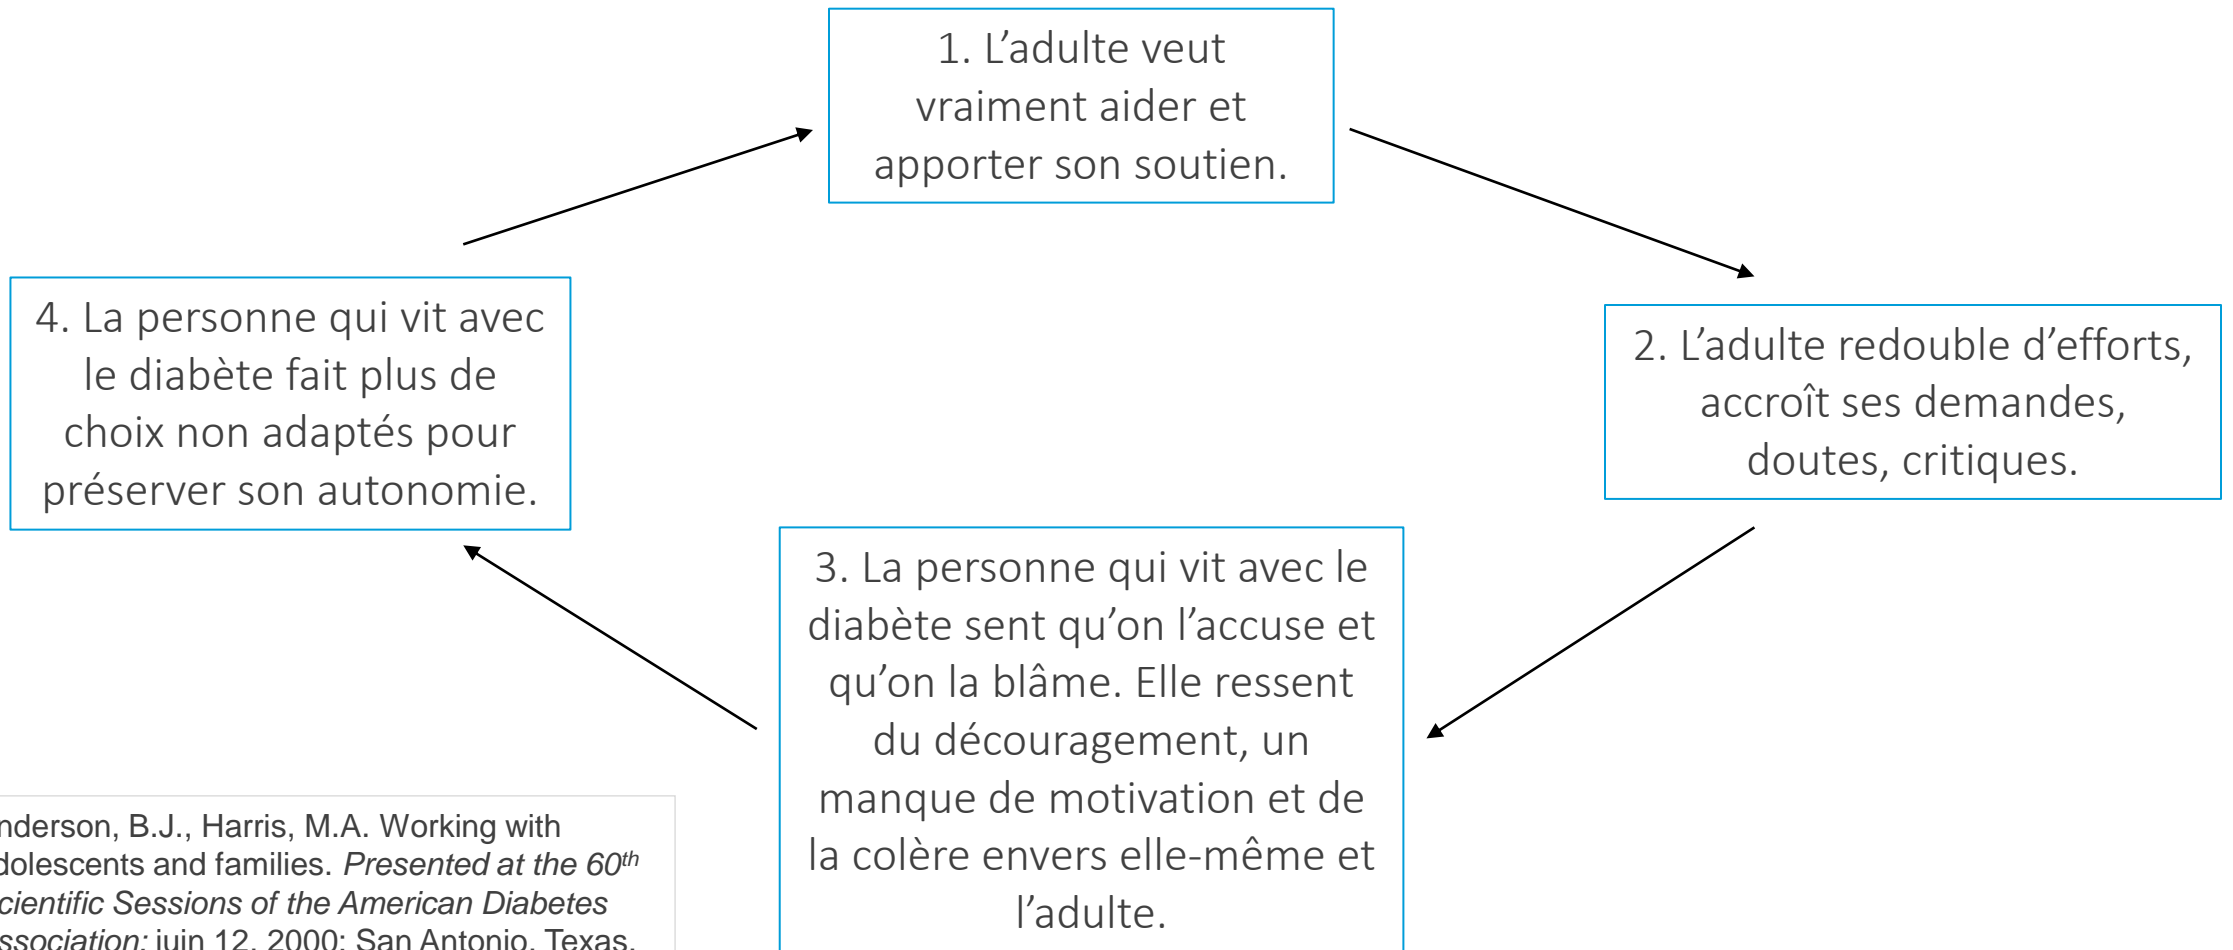 1. L’adulte veut
vraiment aider et
apporter son soutien.
2. L’adulte redouble d’efforts,
accroît ses demandes,
doutes, critiques.
3. La personne qui vit avec le
diabète sent qu’on l’accuse et
qu’on la blâme. Elle ressent
du découragement, un
manque de motivation et de
la colère envers elle-même et
l’adulte.
4. La personne qui vit avec
le diabète fait plus de
choix non adaptés pour
préserver son autonomie.
nderson, B.J., Harris, M.A. Working with
dolescents and families. Presented at the 60th
cientific Sessions of the American Diabetes
ssociation; juin 12, 2000; San Antonio, Texas.